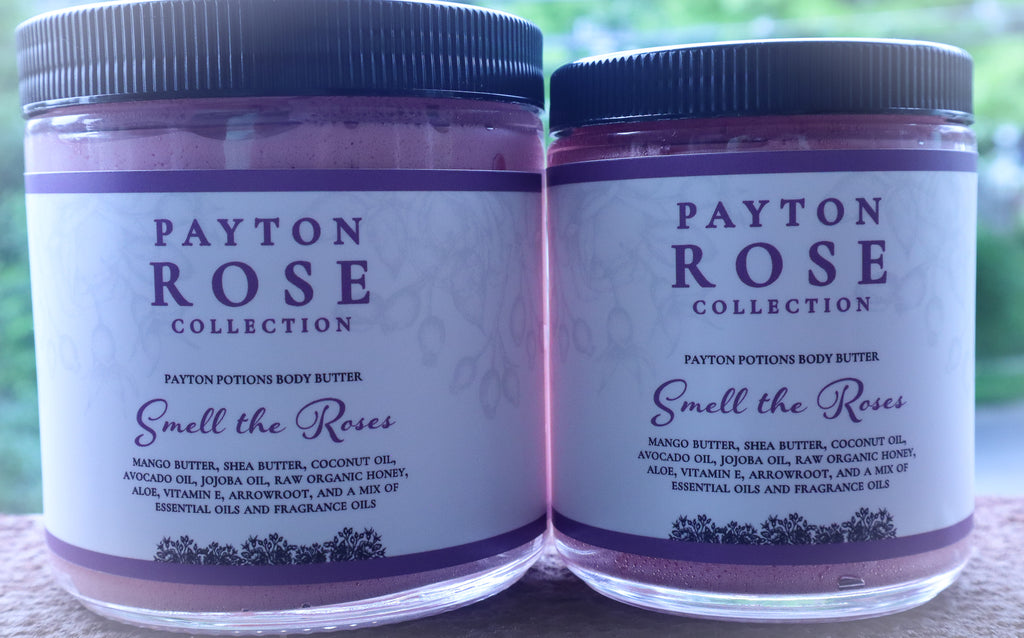 PAYTON
ROSE
COLLECTION
PAYTON POTIONS BODY BUTTER
Smell the Roses
MANGO BUTTER, SHEA BUTTER, COCONUT OIL,
AVOCADO OIL, JOJOBA OIL, RAW ORGANIC HONEY,
ALOE, VITAMIN E, ARROWROOT, AND A MIX OF
ESSENTIAL OILS AND FRAGRANCE OILS
PAYTON
ROSE
COLLECTION
PAYTON POTIONS BODY BUTTER
Smell the Roses
MANGO BUTTER, SHEA BUTTER, COCONUT OIL,
AVOCADO OIL, JOJOBA OIL, RAW ORGANIC HONEY,
ALOE, VITAMIN E, ARROWROOT, AND A MIX OF
ESSENTIAL OILS AND FRAGRANCE OILS